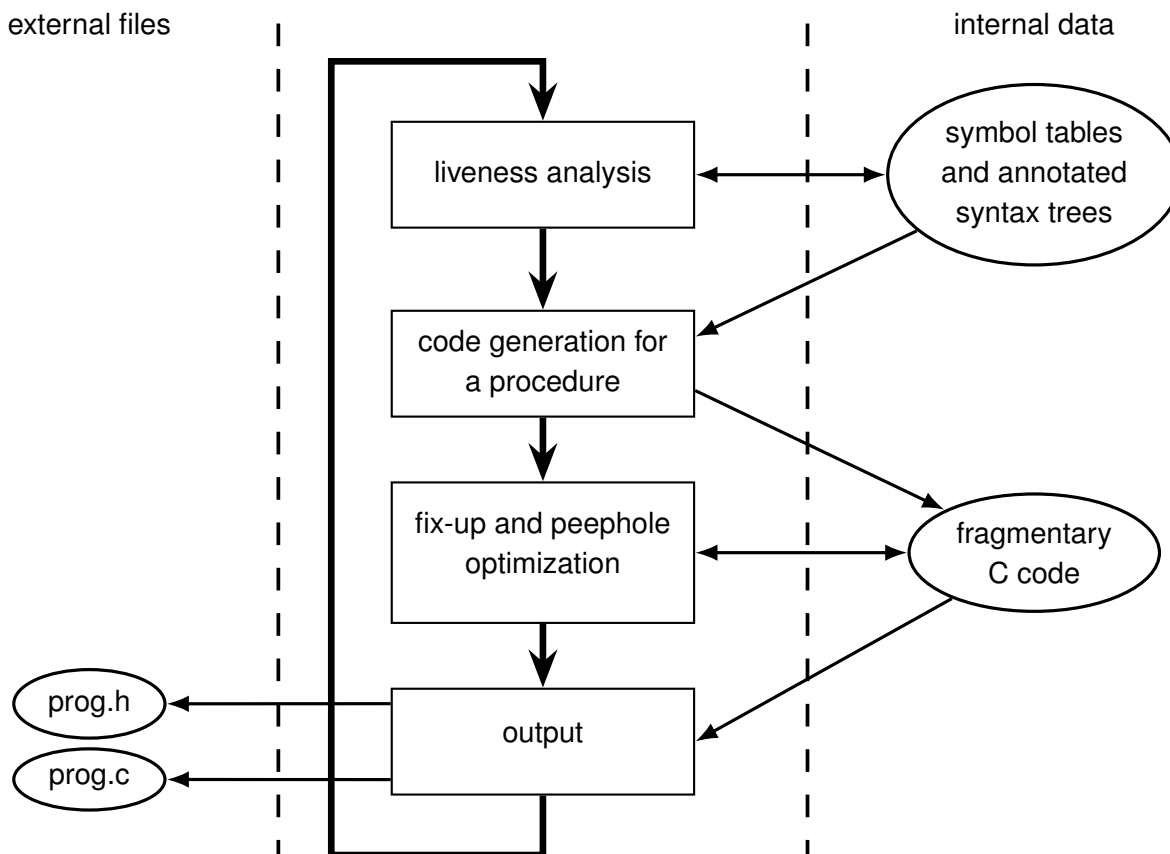 external files
internal data
symbol tables
and annotated
syntax trees
liveness analysis
code generation for
a procedure
fix-up and peephole
optimization
fragmentary
C code
prog.h
output
prog.c